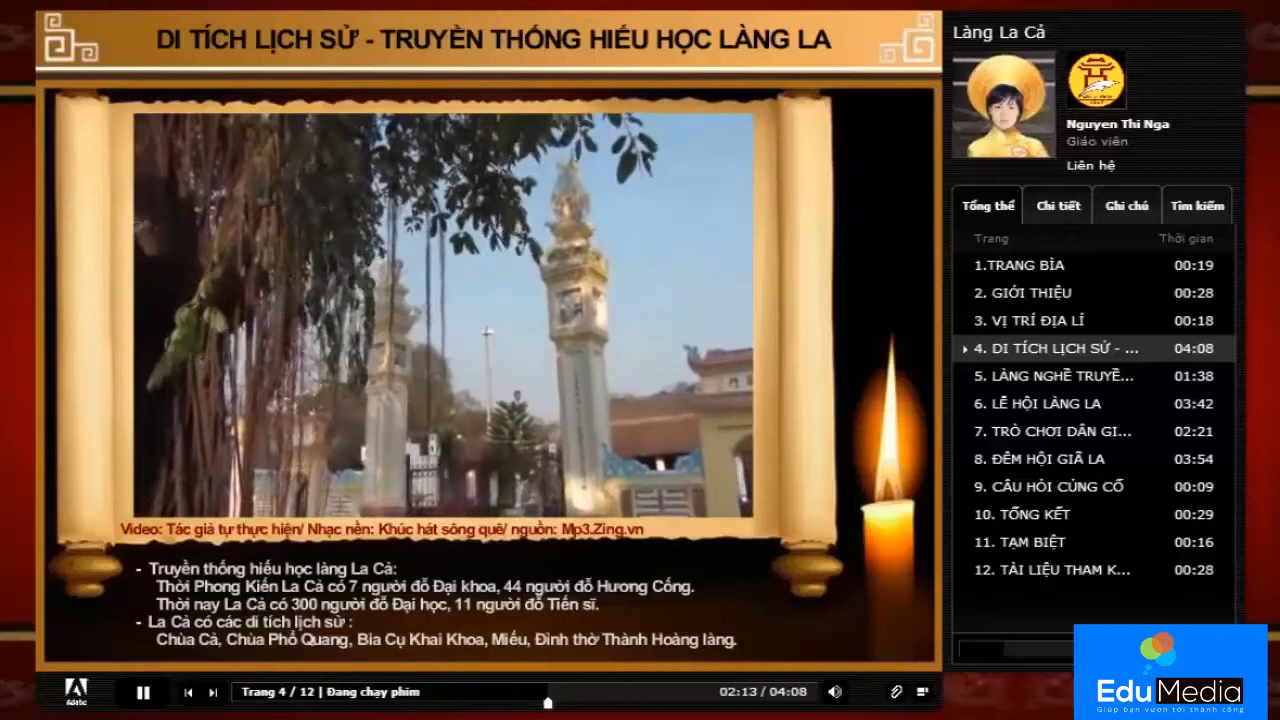 DI TÍCH LỊCH SỬ - TRUYỀN THỐNG HIẾU HỌC LÀNG LA
Video: Tác giả tự thực hiện/ Nhạc nền: Khúc hát sông quê/ nguồn: Mp3.Zing.vn
- Truyền thống hiếu học làng La Cả:
Thời Phong Kiến La Cả có 7 người đỗ Đại khoa, 44 người đỗ Hương Cống.
Thời nay La Cả có 300 người đỗ Đại học, 11 người đỗ Tiến sĩ.
- La Cả có các di tích lịch sử :
Chùa Cả, Chùa Phổ Quang, Bia Cụ Khai Khoa, Miếu, Đình thờ Thành Hoàng làng.
Adobe
Trang 4 / 12 | Đang chạy phim
02:13 / 04:08
Làng La Cả
Nguyen Thi Nga
Giáo viên
Liên hệ
Tổng thể Chi tiết Ghi chú Tìm kiếm
Trang Thời gian
1.TRANG BÌA 00:19
2. GIỚI THIỆU 00:28
3. VỊ TRÍ ĐỊA LÍ 00:18
4. DI TÍCH LỊCH SỬ - ... 04:08
5. LÀNG NGHỀ TRUYỀ... 01:38
6. LỄ HỘI LÀNG LA 03:42
7. TRÒ CHƠI DÂN GI... 02:21
8. ĐÊM HỘI GIÃ LA 03:54
9. CÂU HỎI CỦNG CỐ 00:09
10. TỔNG KẾT 00:29
11. TẠM BIỆT 00:16
12. TÀI LIỆU THAM K... 00:28
EduMedia
Giúp bạn vươn tới thành công